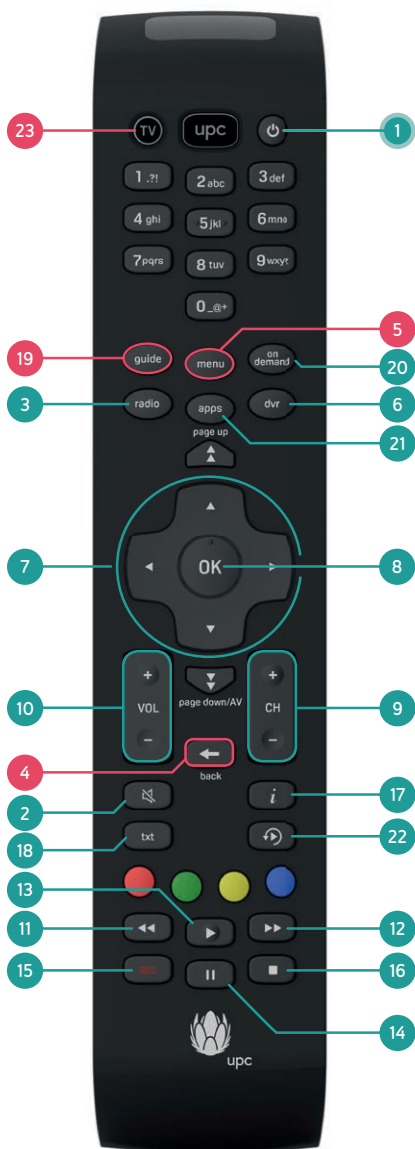 23 TV upc 1
1 .?! 2 abc 3 def
4 ghi 5 jkl 6 mno
7 pqrs 8 tuv 9 wxyz
0 _@+
5
19 guide menu on demand 20
3 radio apps dvr 6
21
page up
7 OK 8
+ +
10 VOL CH 9
page down/AV
– –
4
back
2 i 17
18 txt 22
13
11 12
15 REC 16
14
upc